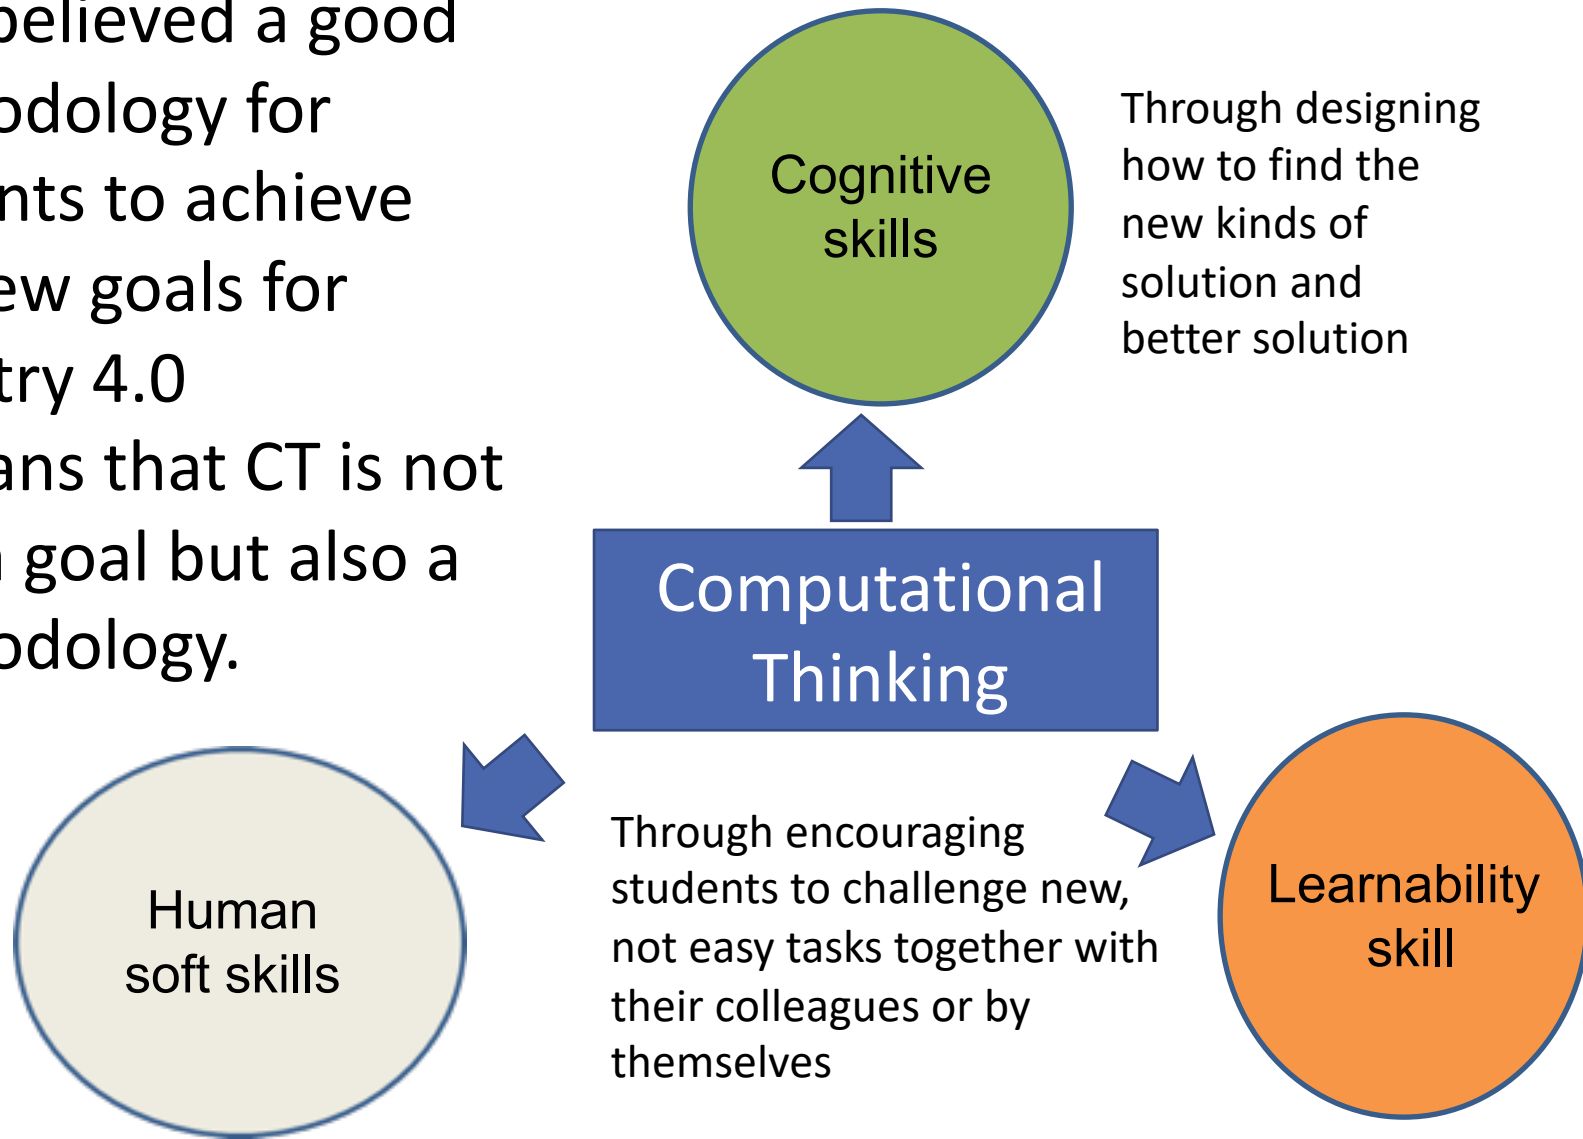 believed a good
odology for
nts to achieve
ew goals for
try 4.0
ans that CT is not
goal but also a
odology.
Cognitive
skills
Through designing
how to find the
new kinds of
solution and
better solution
Computational
Thinking
Human
soft skills
Through encouraging
students to challenge new,
not easy tasks together with
their colleagues or by
themselves
Learnability
skill